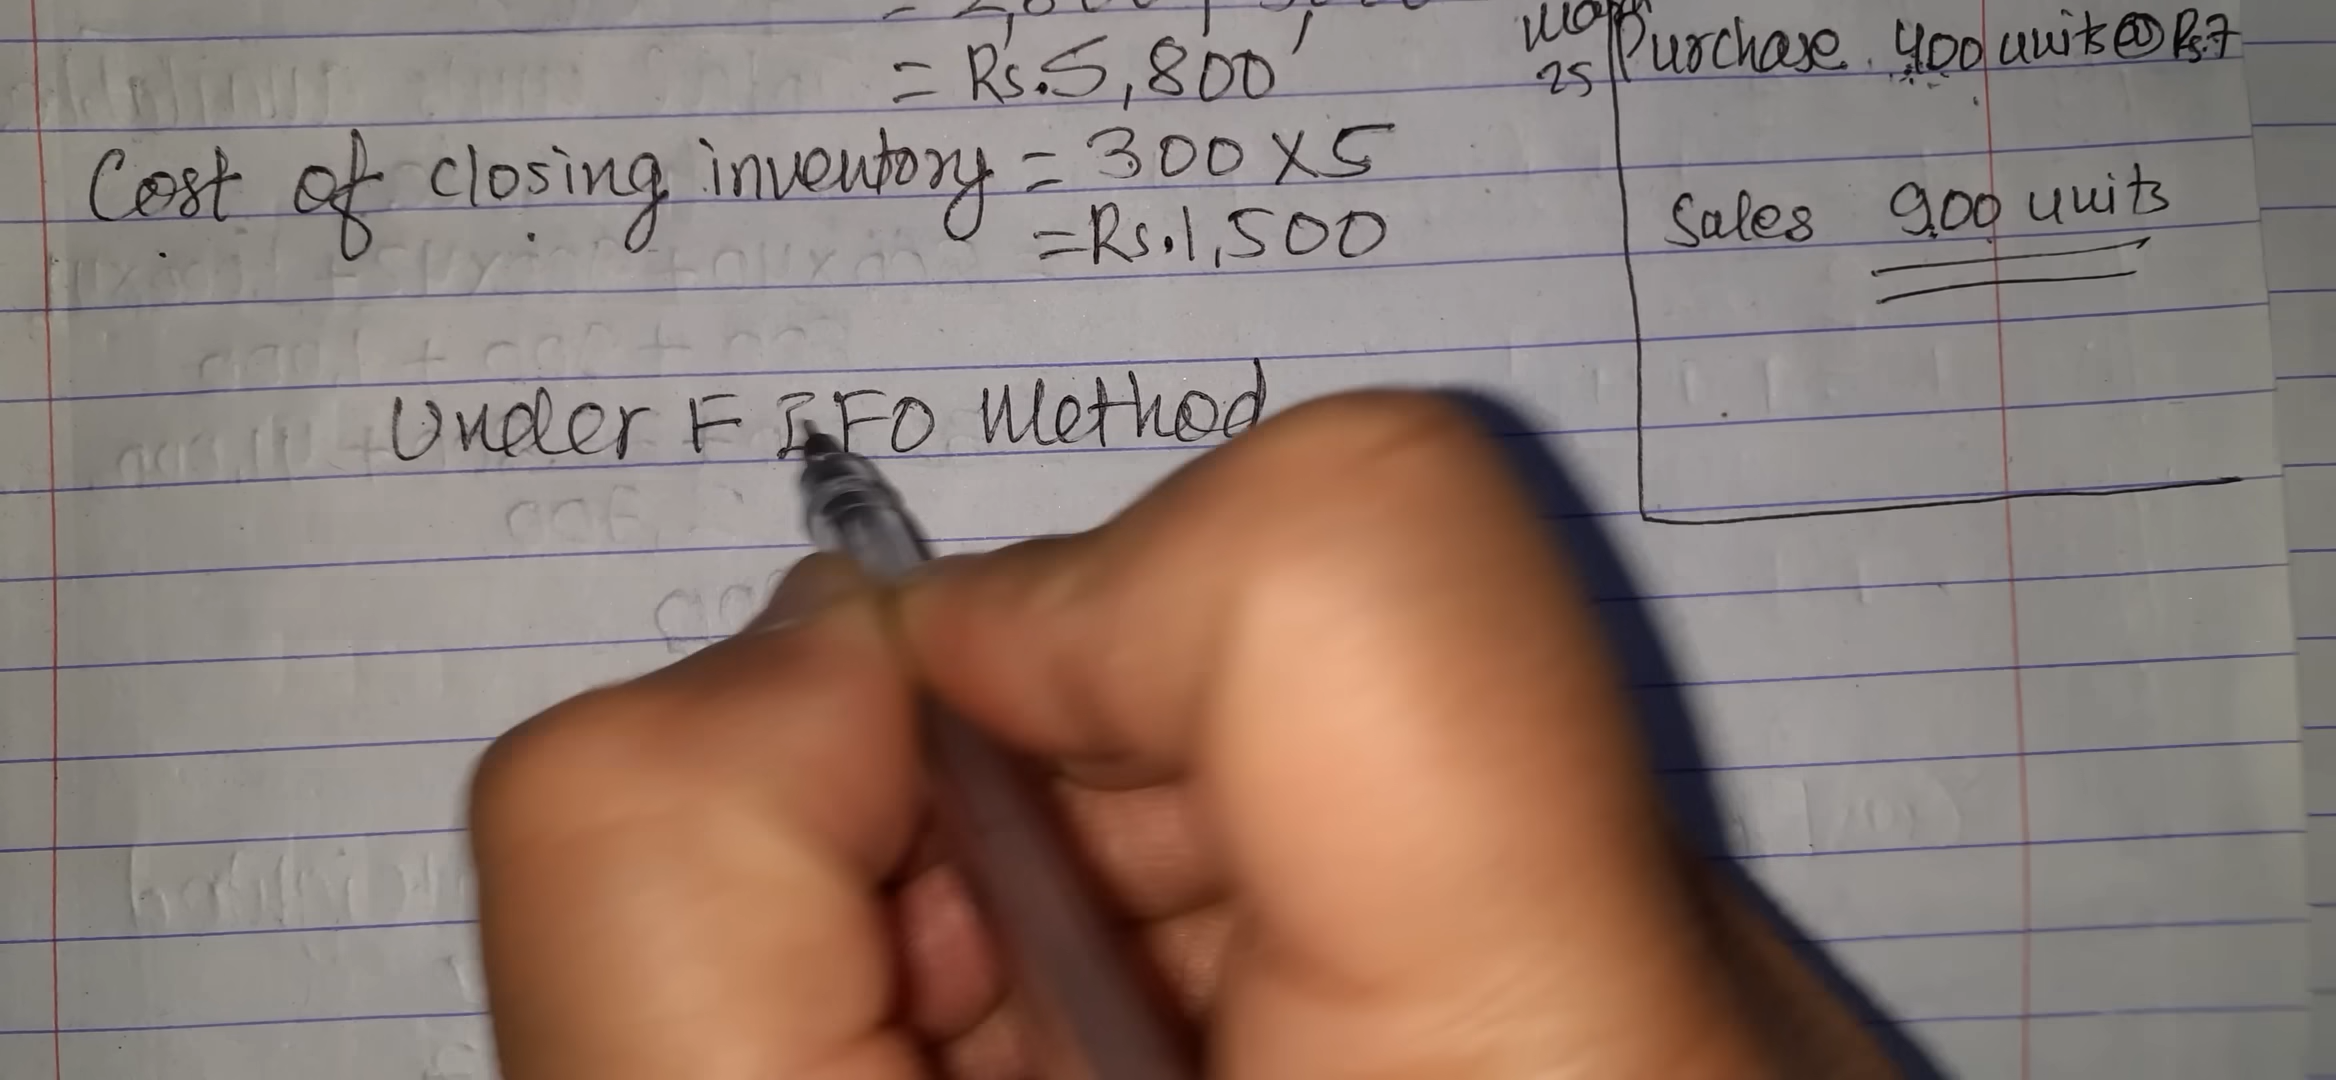 = Rs.5,800
Cost of closing inventory = 300 X 5
=Rs.1,500
Under FIFO Method
Purchase 400 units @ Rs.7
25
Sales 900 units